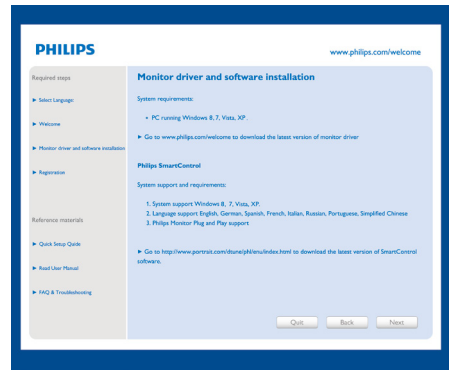 PHILIPS
www.philips.com/welcome
Required steps
► Select Language:
► Welcome
► Monitor driver and software installation
► Registration
Reference materials
► Quick Setup Quide
► Read User Manual
► FAQ & Troubleshooting
Monitor driver and software installation
System requirements:
• PC running Windows 8, 7, Vista, XP.
► Go to www.philips.com/welcome to download the latest version of monitor driver
Philips SmartControl
System support and requirements:
1. System support Windows 8, 7, Vista, XP.
2. Language support English, German, Spanish, French, Italian, Russian, Portuguese, Simplified Chinese
3. Philips Monitor Plug and Play support
► Go to http://www.portrait.com/dtune/phl/enu/index.html to download the latest version of SmartControl
software.
Quit
Back
Next